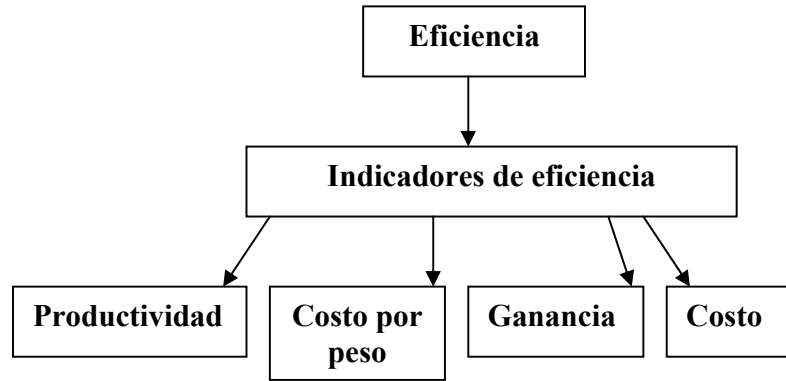 Eficiencia
Indicadores de eficiencia
Productividad
Costo por
peso
Ganancia
Costo